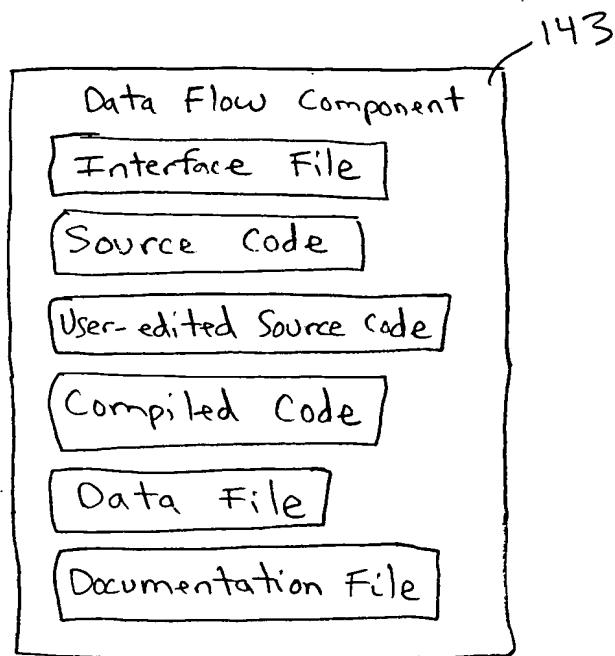 143
Data Flow Component
Interface File
Source Code
User-edited Source Code
Compiled Code
Data File
Documentation File